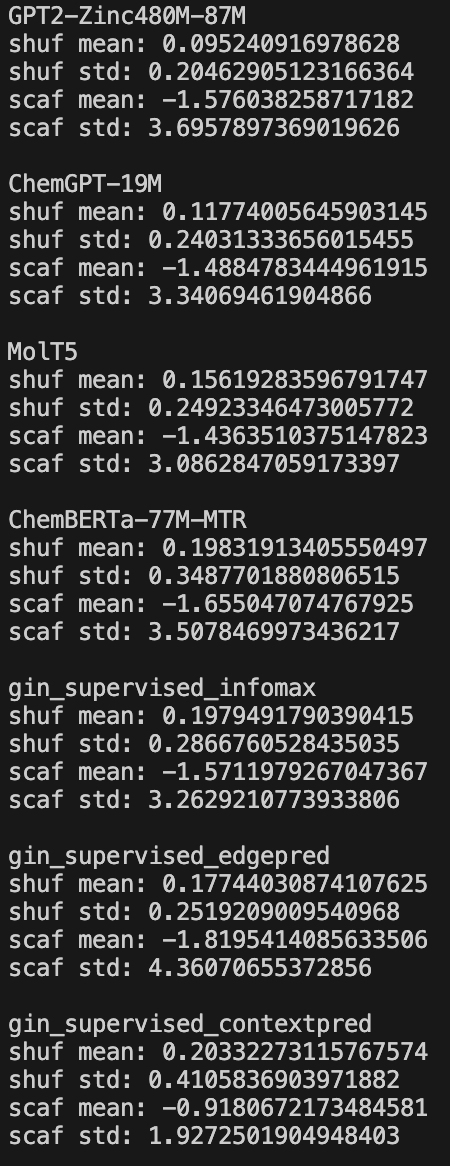 GPT2-Zinc480M-87M
shuf mean: 0.095240916978628
shuf std: 0.20462905123166364
scaf mean: -1.576038258717182
scaf std: 3.6957897369019626
ChemGPT-19M
shuf mean: 0.11774005645903145
shuf std: 0.24031333656015455
scaf mean: -1.4884783444961915
scaf std: 3.34069461904866
MolT5
shuf mean: 0.15619283596791747
shuf std: 0.24923346473005772
scaf mean: -1.4363510375147823
scaf std: 3.0862847059173397
ChemBERTa-77M-MTR
shuf mean: 0.19831913405550497
shuf std: 0.3487701880806515
scaf mean: -1.655047074767925
scaf std: 3.5078469973436217
gin_supervised_infomax
shuf mean: 0.1979491790390415
shuf std: 0.2866760528435035
scaf mean: -1.5711979267047367
scaf std: 3.2629210773933806
gin_supervised_edgepred
shuf mean: 0.17744030874107625
shuf std: 0.2519209009540968
scaf mean: -1.8195414085633506
scaf std: 4.36070655372856
gin_supervised_contextpred
shuf mean: 0.20332273115767574
shuf std: 0.4105836903971882
scaf mean: -0.9180672173484581
scaf std: 1.9272501904948403